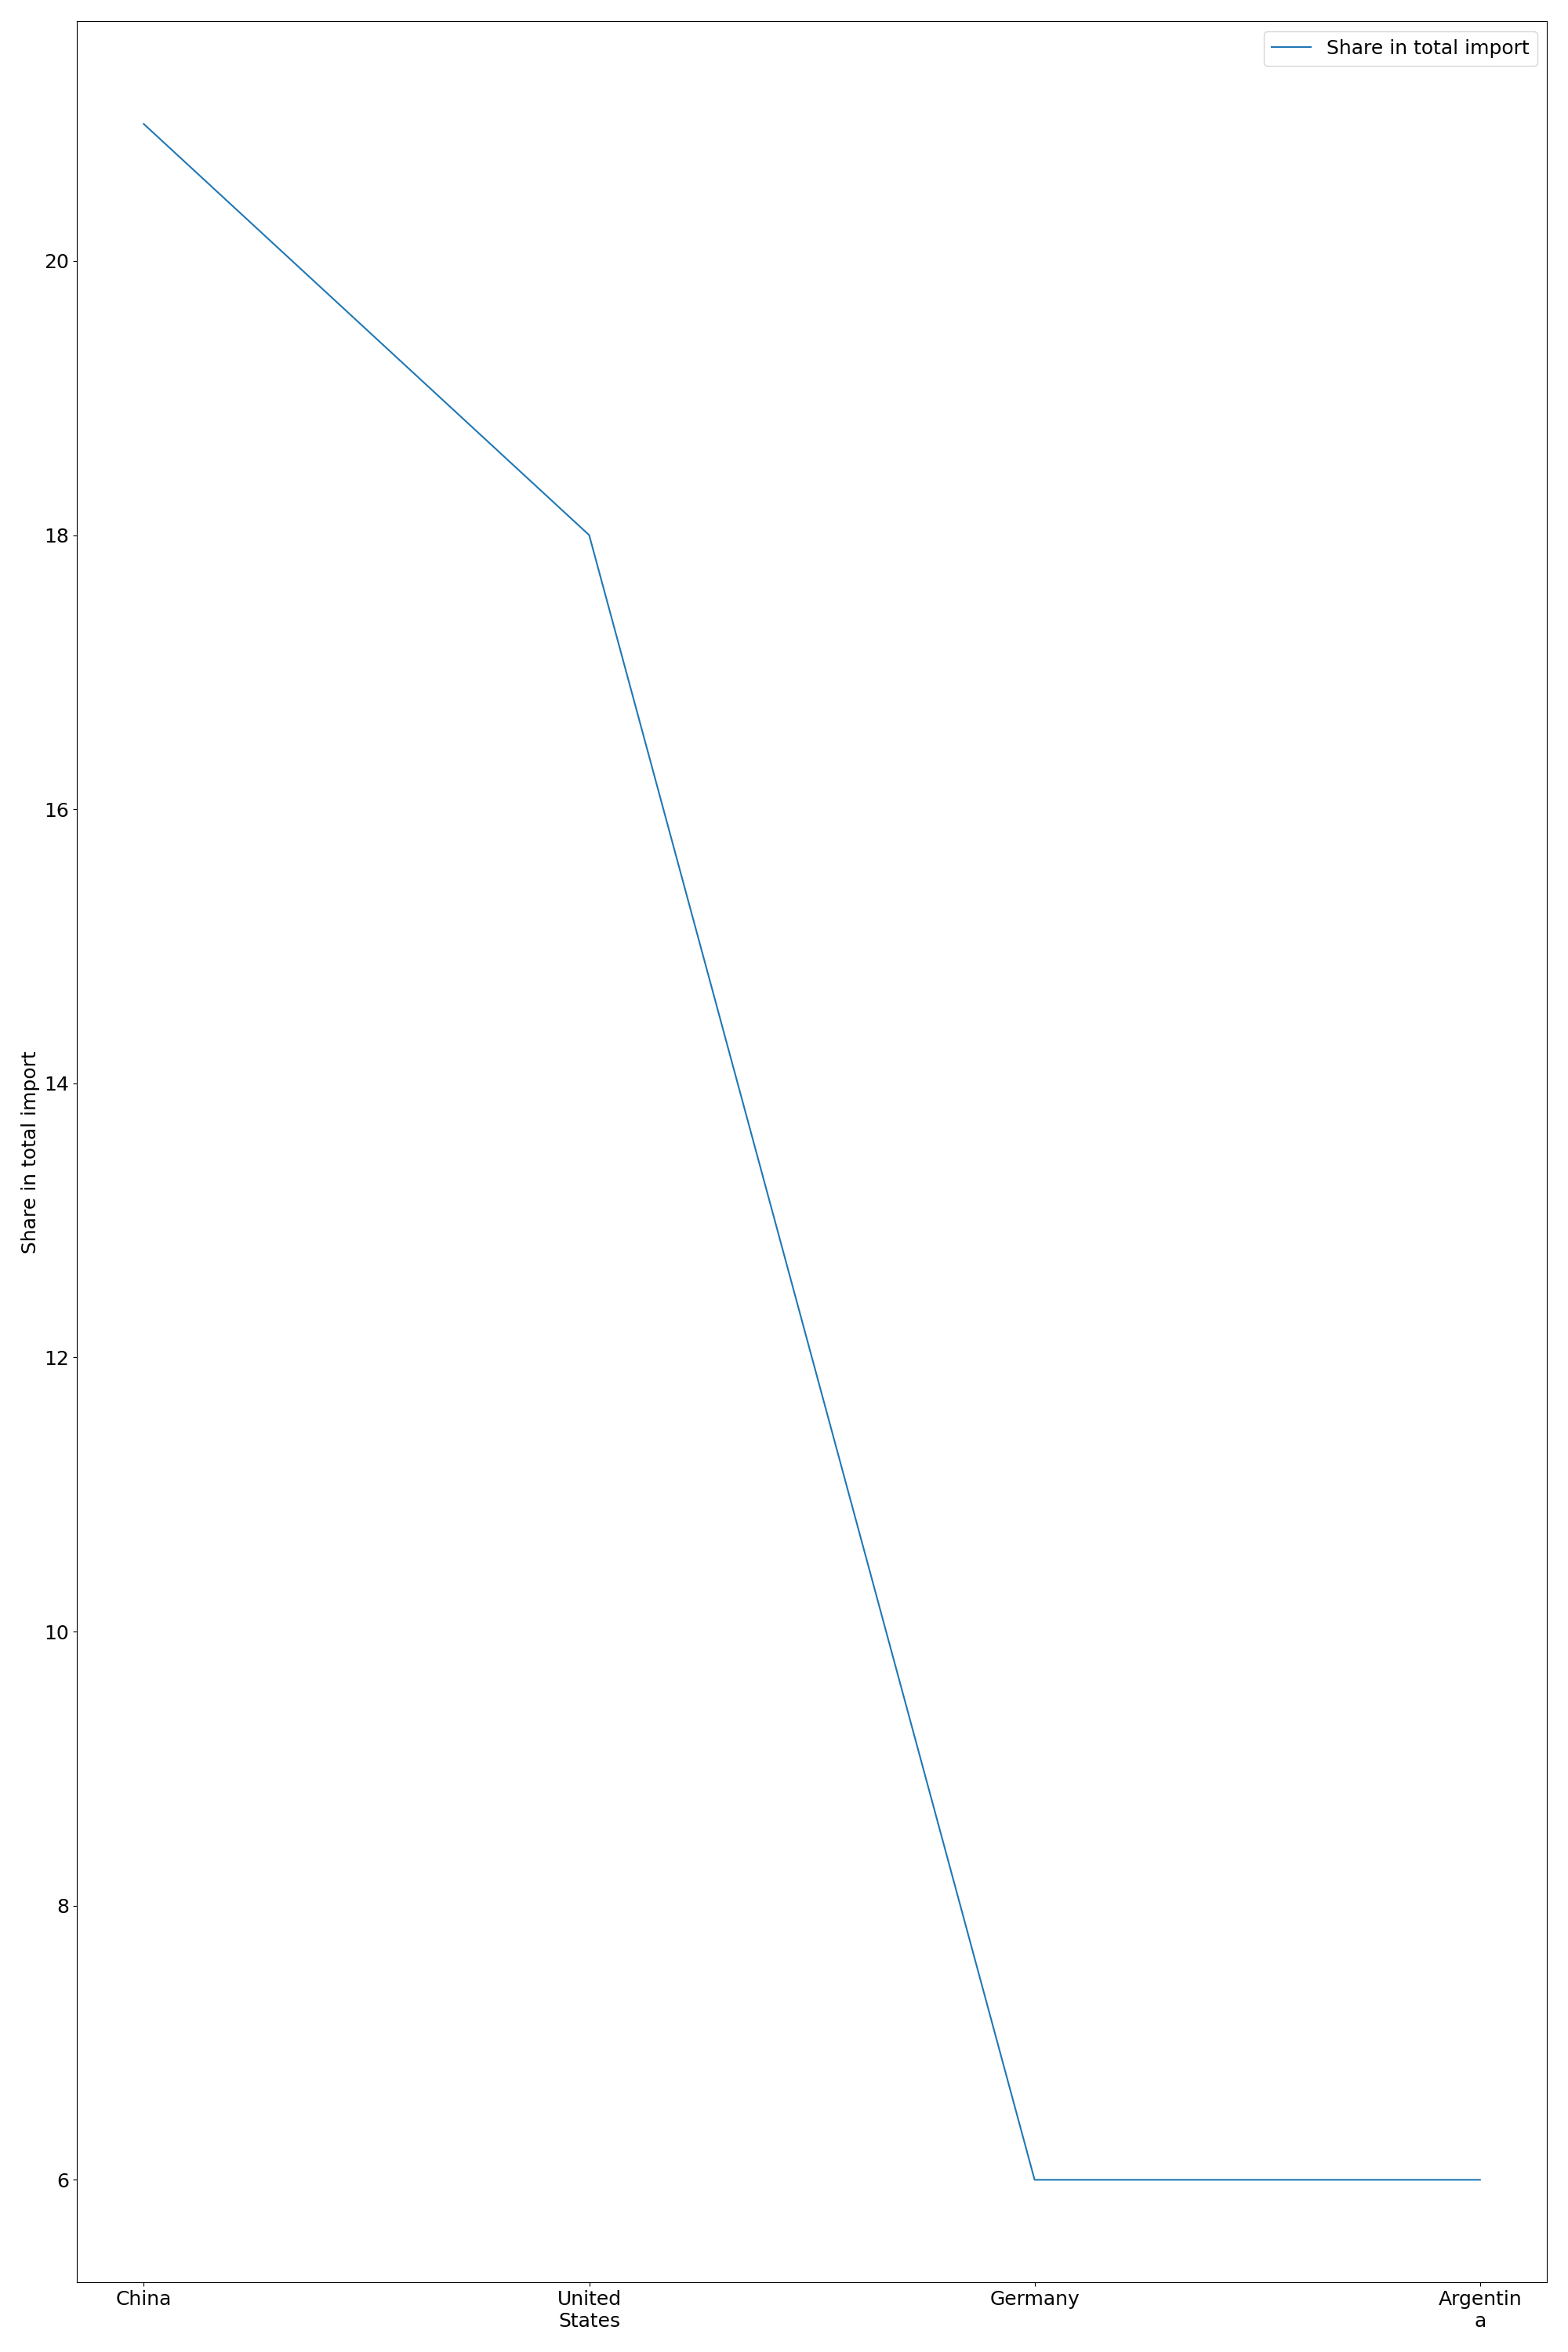 Share in total import
20
18
16
14
12
10
8
6
Share in total import
China
United
States
Germany
Argentin
a